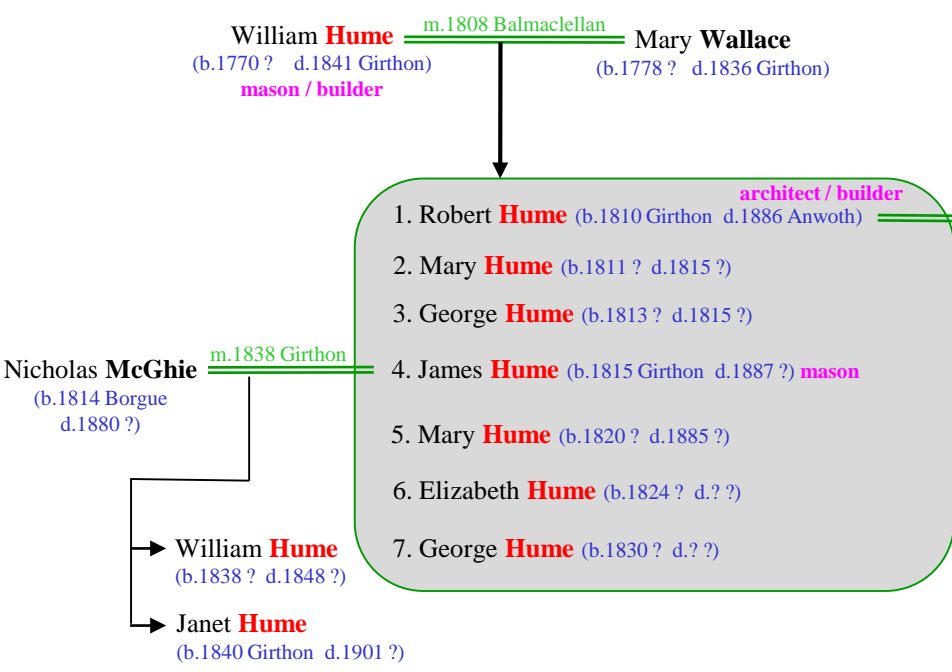 William Hume m.1808 Balmaclellan Mary Wallace
(b.1770 ? d.1841 Girthon) (b.1778 ? d.1836 Girthon)
mason / builder
architect / builder
1. Robert Hume (b.1810 Girthon d.1886 Anwoth)
2. Mary Hume (b.1811 ? d.1815 ?)
3. George Hume (b.1813 ? d.1815 ?)
Nicholas McGhie m.1838 Girthon 4. James Hume (b.1815 Girthon d.1887 ?) mason
(b.1814 Borgue
d.1880 ?)
5. Mary Hume (b.1820 ? d.1885 ?)
6. Elizabeth Hume (b.1824 ? d.? ?)
7. George Hume (b.1830 ? d.? ?)
William Hume
(b.1838 ? d.1848 ?)
Janet Hume
(b.1840 Girthon d.1901 ?)